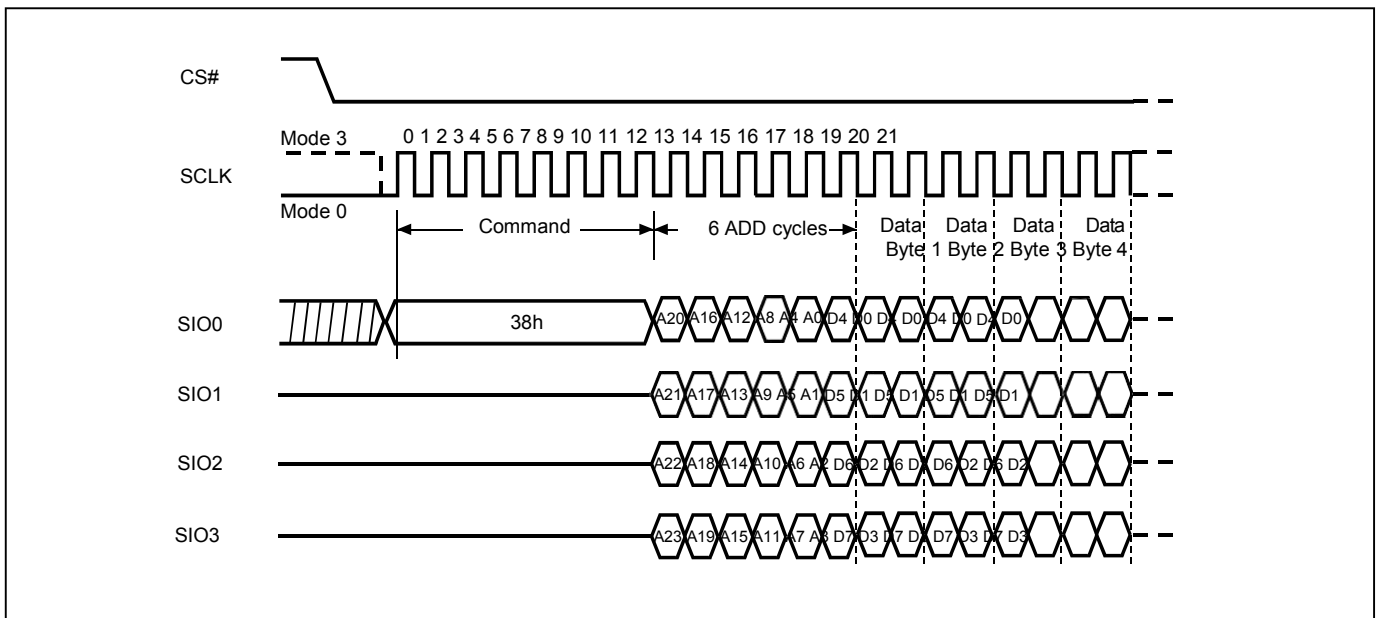 CS#
Mode 3
0 1 2 3 4 5 6 7 8 9 10 11 12 13 14 15 16 17 18 19 20 21
SCLK
Mode 0
Command
6 ADD cycles
Data Data Data Data
Byte 1 Byte 2 Byte 3 Byte 4
SIO0
38h
A20 A16 A12 A8 A4 A0 D4 D0 D4 D0 D4 D0 D4 D0
SIO1
A21 A17 A13 A9 A5 A1 D5 D1 D5 D1 D5 D1 D5 D1
SIO2
A22 A18 A14 A10 A6 A2 D6 D2 D6 D2 D6 D2 D6 D2
SIO3
A23 A19 A15 A11 A7 A3 D7 D3 D7 D3 D7 D3 D7 D3